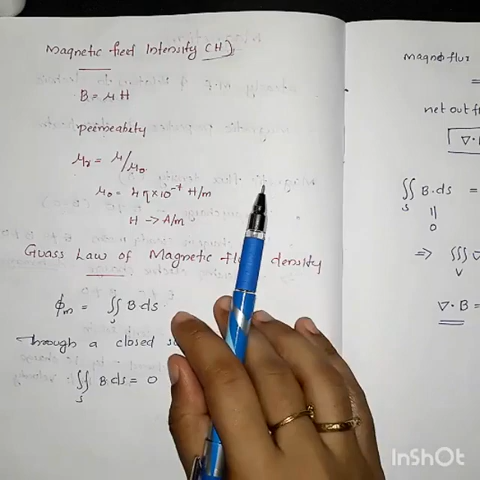 Magnetic field Intensity (H)
B = μ H
permeability
μr = μ/μ0
μ0 = 4π × 10⁻⁷ H/m
H → A/m
Guass Law of Magnetic flux density
ϕm = ∬s B ds
Through a closed
∬s B.ds = 0
magnetic flux
net out
∇.
∬s B.ds =
||
0
⇒ ∭v
∇.B =
InShOt